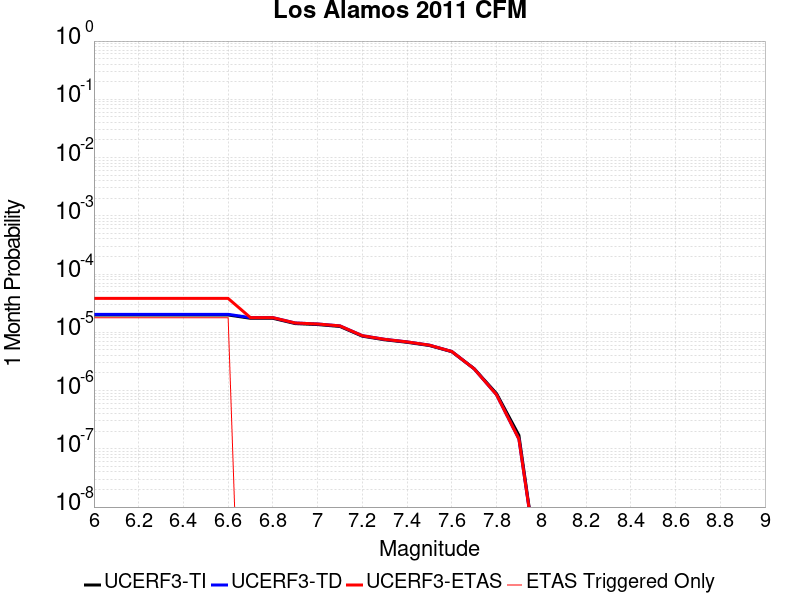 Los Alamos 2011 CFM
10^0
10^-1
10^-2
10^-3
10^-4
10^-5
10^-6
10^-7
10^-8
1 Month Probability
6 6.2 6.4 6.6 6.8 7 7.2 7.4 7.6 7.8 8 8.2 8.4 8.6 8.8 9
Magnitude
UCERF3-TI UCERF3-TD UCERF3-ETAS ETAS Triggered Only